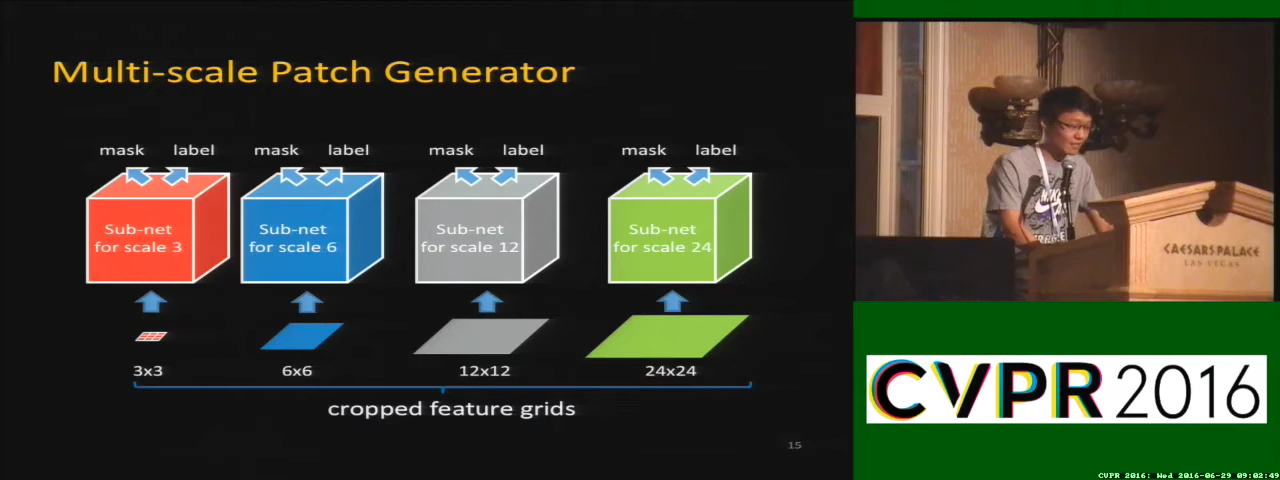 Multi-scale Patch Generator
mask label mask label mask label mask label
Sub-net for scale 3
Sub-net for scale 6
Sub-net for scale 12
Sub-net for scale 24
3x3 6x6 12x12 24x24
cropped feature grids
15
NIKE
CAESARS PALACE
LAS VEGAS
CVPR 2016
CVPR 2016: Wed 2016-06-29 09:02:49